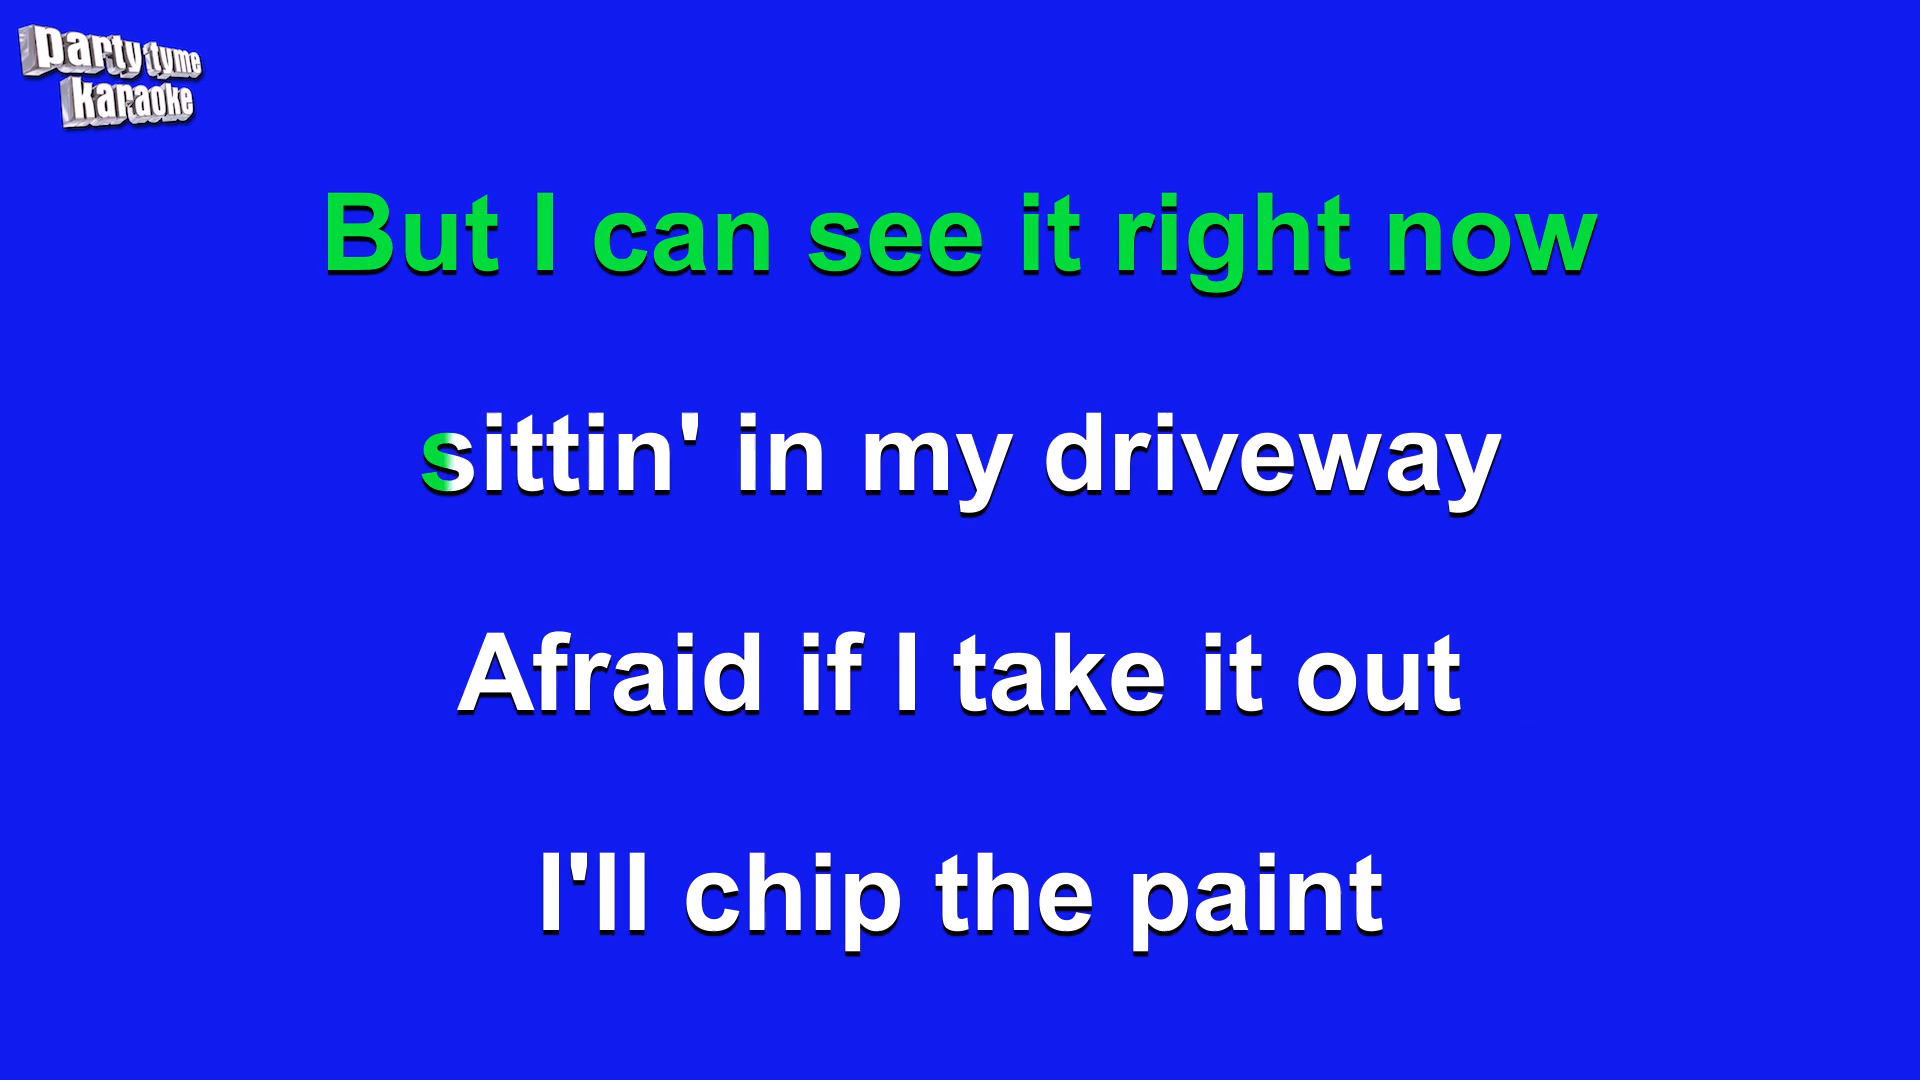 party tyme
karaoke
But I can see it right now
sittin' in my driveway
Afraid if I take it out
I'll chip the paint